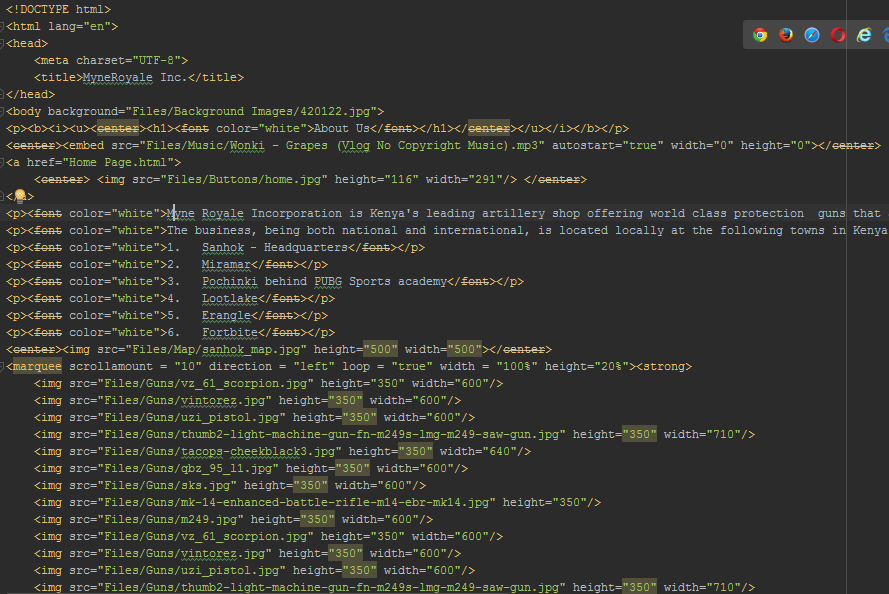 <!DOCTYPE html>
<html lang="en">
<head>
    <meta charset="UTF-8">
    <title>MyneRoyale Inc.</title>
</head>
<body background="Files/Background Images/420122.jpg">
<p><b><i><u><center><h1><font color="white">About Us</font></h1></center></u></i></b></p>
<center><embed src="Files/Music/Wonki - Grapes (Vlog No Copyright Music).mp3" autostart="true" width="0" height="0"></center>
<a href="Home Page.html">
    <center> <img src="Files/Buttons/home.jpg" height="116" width="291"/> </center>
</a>
<p><font color="white">Myne Royale Incorporation is Kenya's leading artillery shop offering world class protection  guns that
<p><font color="white">The business, being both national and international, is located locally at the following towns in Kenya
<p><font color="white">1.   Sanhok - Headquarters</font></p>
<p><font color="white">2.   Miramar</font></p>
<p><font color="white">3.   Pochinki behind PUBG Sports academy</font></p>
<p><font color="white">4.   Lootlake</font></p>
<p><font color="white">5.   Erangle</font></p>
<p><font color="white">6.   Fortbite</font></p>
<center><img src="Files/Map/sanhok_map.jpg" height="500" width="500"></center>
<marquee scrollamount = "10" direction = "left" loop = "true" width = "100%" height="20%"><strong>
    <img src="Files/Guns/vz_61_scorpion.jpg" height="350" width="600"/>
    <img src="Files/Guns/vintorez.jpg" height="350" width="600"/>
    <img src="Files/Guns/uzi_pistol.jpg" height="350" width="600"/>
    <img src="Files/Guns/thumb2-light-machine-gun-fn-m249s-lmg-m249-saw-gun.jpg" height="350" width="710"/>
    <img src="Files/Guns/tacops-cheekblack3.jpg" height="350" width="640"/>
    <img src="Files/Guns/qbz_95_l1.jpg" height="350" width="600"/>
    <img src="Files/Guns/sks.jpg" height="350" width="600"/>
    <img src="Files/Guns/mk-14-enhanced-battle-rifle-m14-ebr-mk14.jpg" height="350"/>
    <img src="Files/Guns/m249.jpg" height="350" width="600"/>
    <img src="Files/Guns/vz_61_scorpion.jpg" height="350" width="600"/>
    <img src="Files/Guns/vintorez.jpg" height="350" width="600"/>
    <img src="Files/Guns/uzi_pistol.jpg" height="350" width="600"/>
    <img src="Files/Guns/thumb2-light-machine-gun-fn-m249s-lmg-m249-saw-gun.jpg" height="350" width="710"/>